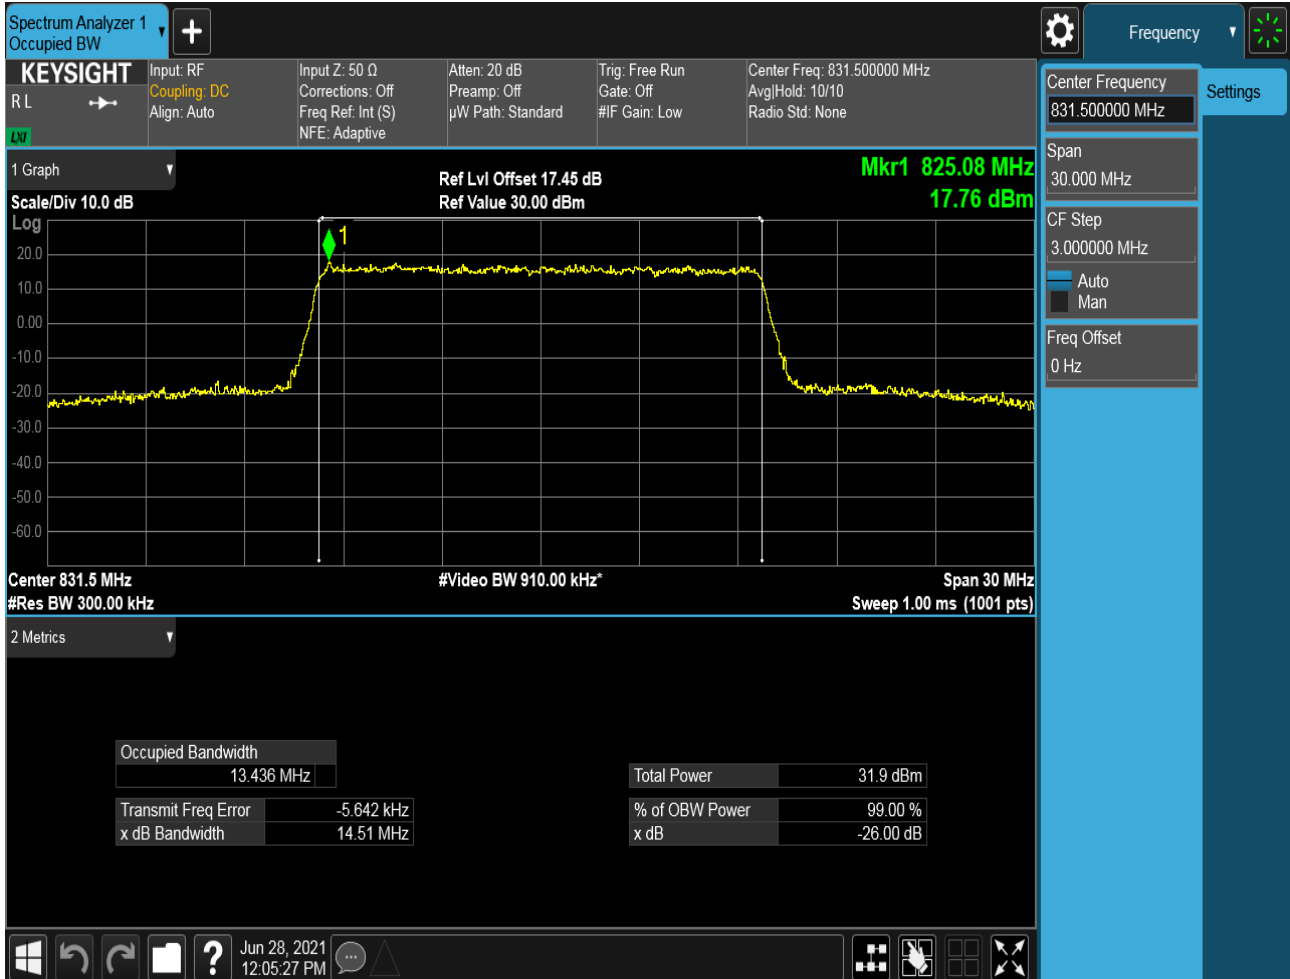 Spectrum Analyzer 1
Occupied BW
Frequency
KEYSIGHT
R L
LXI
Input: RF
Coupling: DC
Align: Auto
Input Z: 50 Ω
Corrections: Off
Freq Ref: Int (S)
NFE: Adaptive
Atten: 20 dB
Preamp: Off
µW Path: Standard
Trig: Free Run
Gate: Off
#IF Gain: Low
Center Freq: 831.500000 MHz
Avg|Hold: 10/10
Radio Std: None
Center Frequency
831.500000 MHz
Settings
Span
30.000 MHz
CF Step
3.000000 MHz
Auto
Man
Freq Offset
0 Hz
1 Graph
Scale/Div 10.0 dB
Ref Lvl Offset 17.45 dB
Ref Value 30.00 dBm
Mkr1 825.08 MHz
17.76 dBm
Log
1
20.0
10.0
0.00
-10.0
-20.0
-30.0
-40.0
-50.0
-60.0
Center 831.5 MHz
#Res BW 300.00 kHz
#Video BW 910.00 kHz*
Span 30 MHz
Sweep 1.00 ms (1001 pts)
2 Metrics
Occupied Bandwidth
13.436 MHz
Transmit Freq Error -5.642 kHz
x dB Bandwidth 14.51 MHz
Total Power 31.9 dBm
% of OBW Power 99.00 %
x dB -26.00 dB
?
Jun 28, 2021
12:05:27 PM